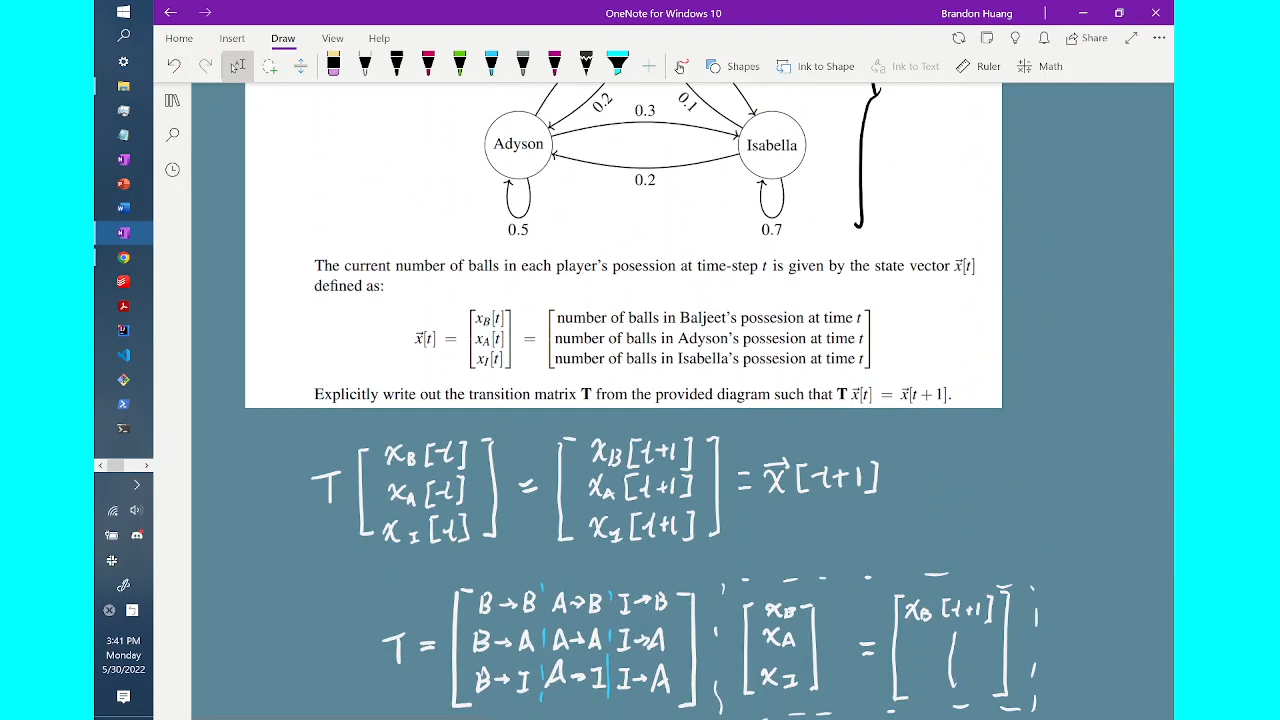 OneNote for Windows 10
Brandon Huang
Home Insert Draw View Help
Share
Shapes Ink to Shape Ink to Text Ruler Math
0.2 0.1
0.3
Adyson Isabella
0.2
0.5 0.7
The current number of balls in each player's posession at time-step t is given by the state vector x⃗[t]
defined as:
x⃗[t] = [x_B[t] x_A[t] x_I[t]] = [number of balls in Baljeet's possesion at time t
number of balls in Adyson's possesion at time t
number of balls in Isabella's possesion at time t]
Explicitly write out the transition matrix T from the provided diagram such that T x⃗[t] = x⃗[t+1].
x_B[t] x_B[t+1]
T x_A[t] = x_A[t+1] = x⃗[t+1]
x_I[t] x_I[t+1]
B→B A→B I→B x_B x_B[t+1]
T = B→A A→A I→A x_A =
B→I A→I I→A x_I
3:41 PM
Monday
5/30/2022